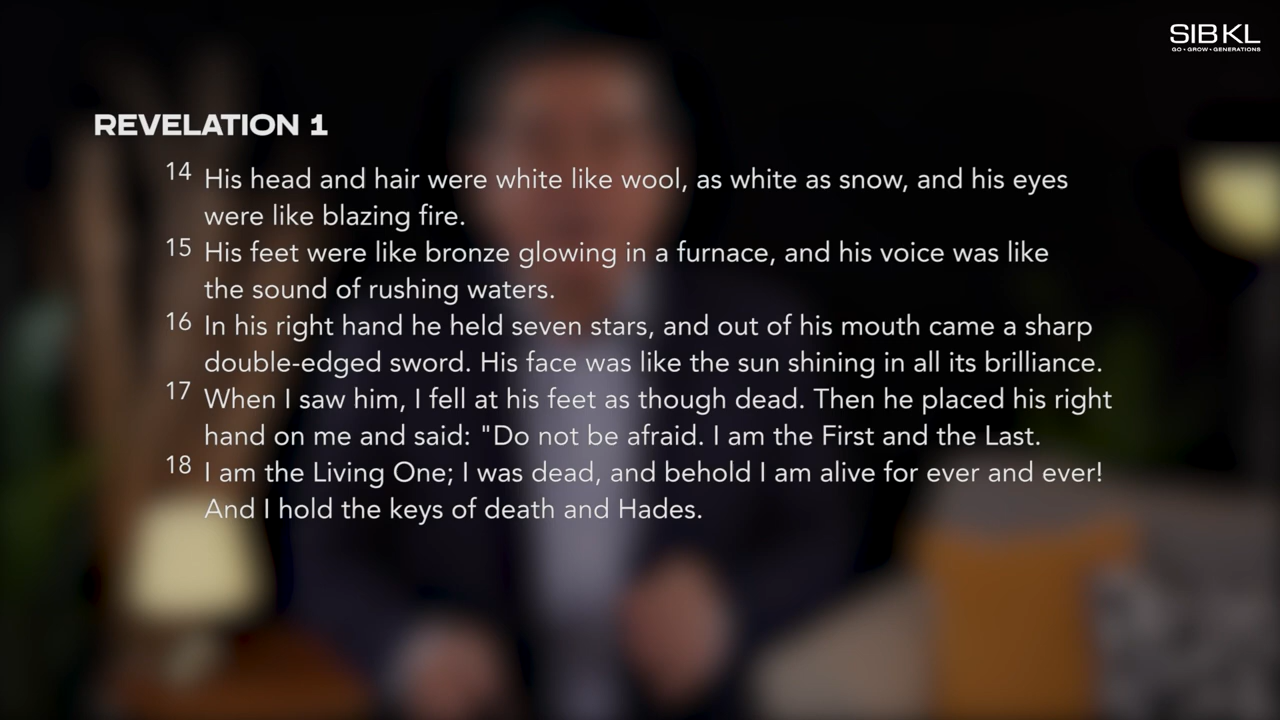 SIBKL
GO • GROW • GENERATIONS
REVELATION 1
14 His head and hair were white like wool, as white as snow, and his eyes
were like blazing fire.
15 His feet were like bronze glowing in a furnace, and his voice was like
the sound of rushing waters.
16 In his right hand he held seven stars, and out of his mouth came a sharp
double-edged sword. His face was like the sun shining in all its brilliance.
17 When I saw him, I fell at his feet as though dead. Then he placed his right
hand on me and said: "Do not be afraid. I am the First and the Last.
18 I am the Living One; I was dead, and behold I am alive for ever and ever!
And I hold the keys of death and Hades.